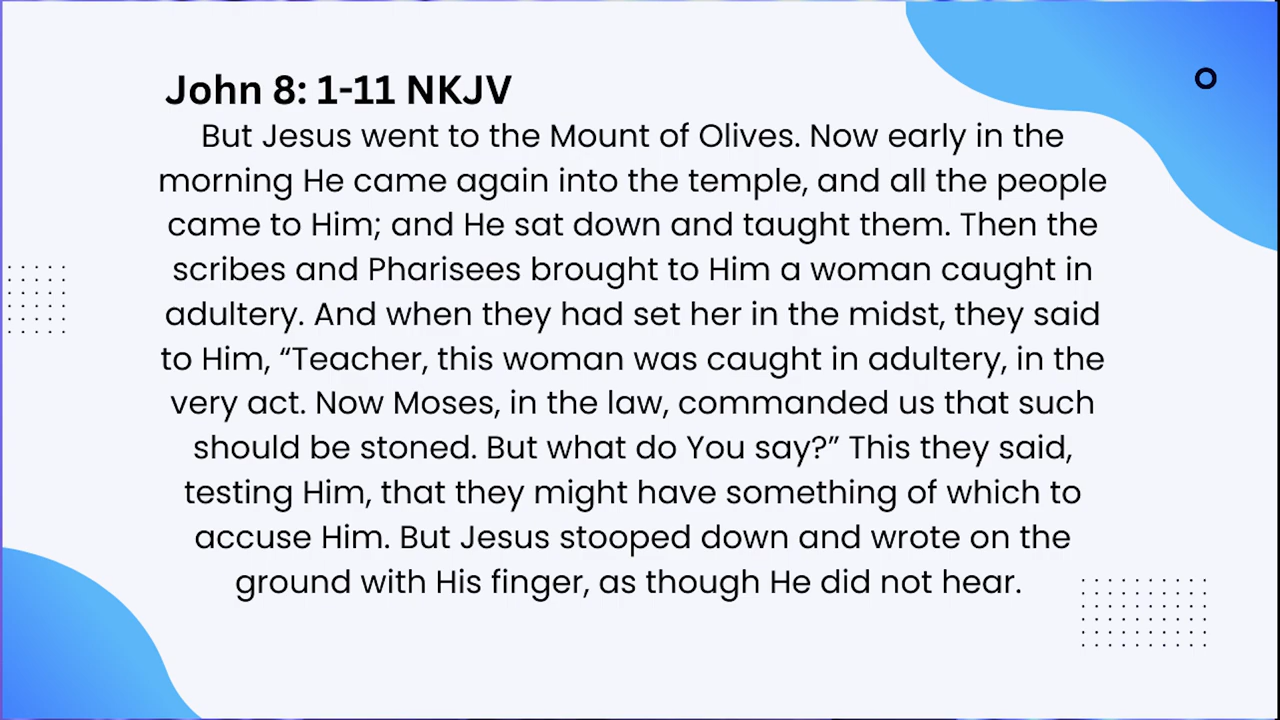 John 8: 1-11 NKJV
But Jesus went to the Mount of Olives. Now early in the
morning He came again into the temple, and all the people
came to Him; and He sat down and taught them. Then the
scribes and Pharisees brought to Him a woman caught in
adultery. And when they had set her in the midst, they said
to Him, “Teacher, this woman was caught in adultery, in the
very act. Now Moses, in the law, commanded us that such
should be stoned. But what do You say?” This they said,
testing Him, that they might have something of which to
accuse Him. But Jesus stooped down and wrote on the
ground with His finger, as though He did not hear.